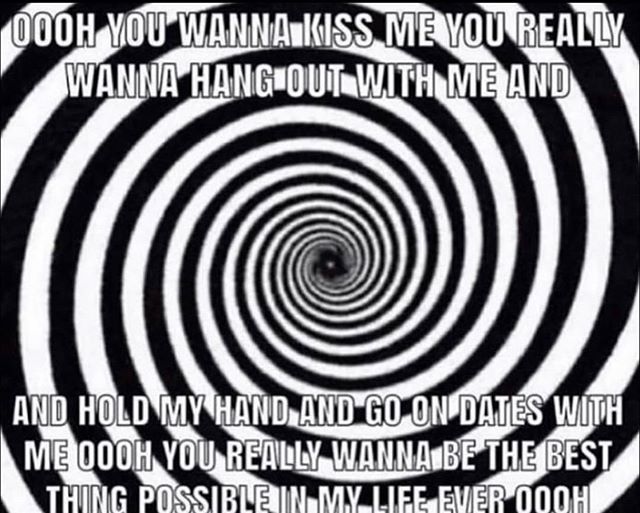 OOOH YOU WANNA KISS ME YOU REALLY
WANNA HANG OUT WITH ME AND
AND HOLD MY HAND AND GO ON DATES WITH
ME OOOH YOU REALLY WANNA BE THE BEST
THING POSSIBLE IN MY LIFE EVER OOOH